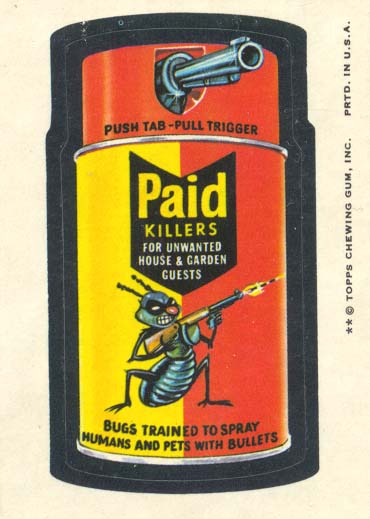 PUSH TAB-PULL TRIGGER
Paid
KILLERS
FOR UNWANTED
HOUSE & GARDEN
GUESTS
BUGS TRAINED TO SPRAY
HUMANS AND PETS WITH BULLETS
**© TOPPS CHEWING GUM, INC. PRTD. IN U.S.A.